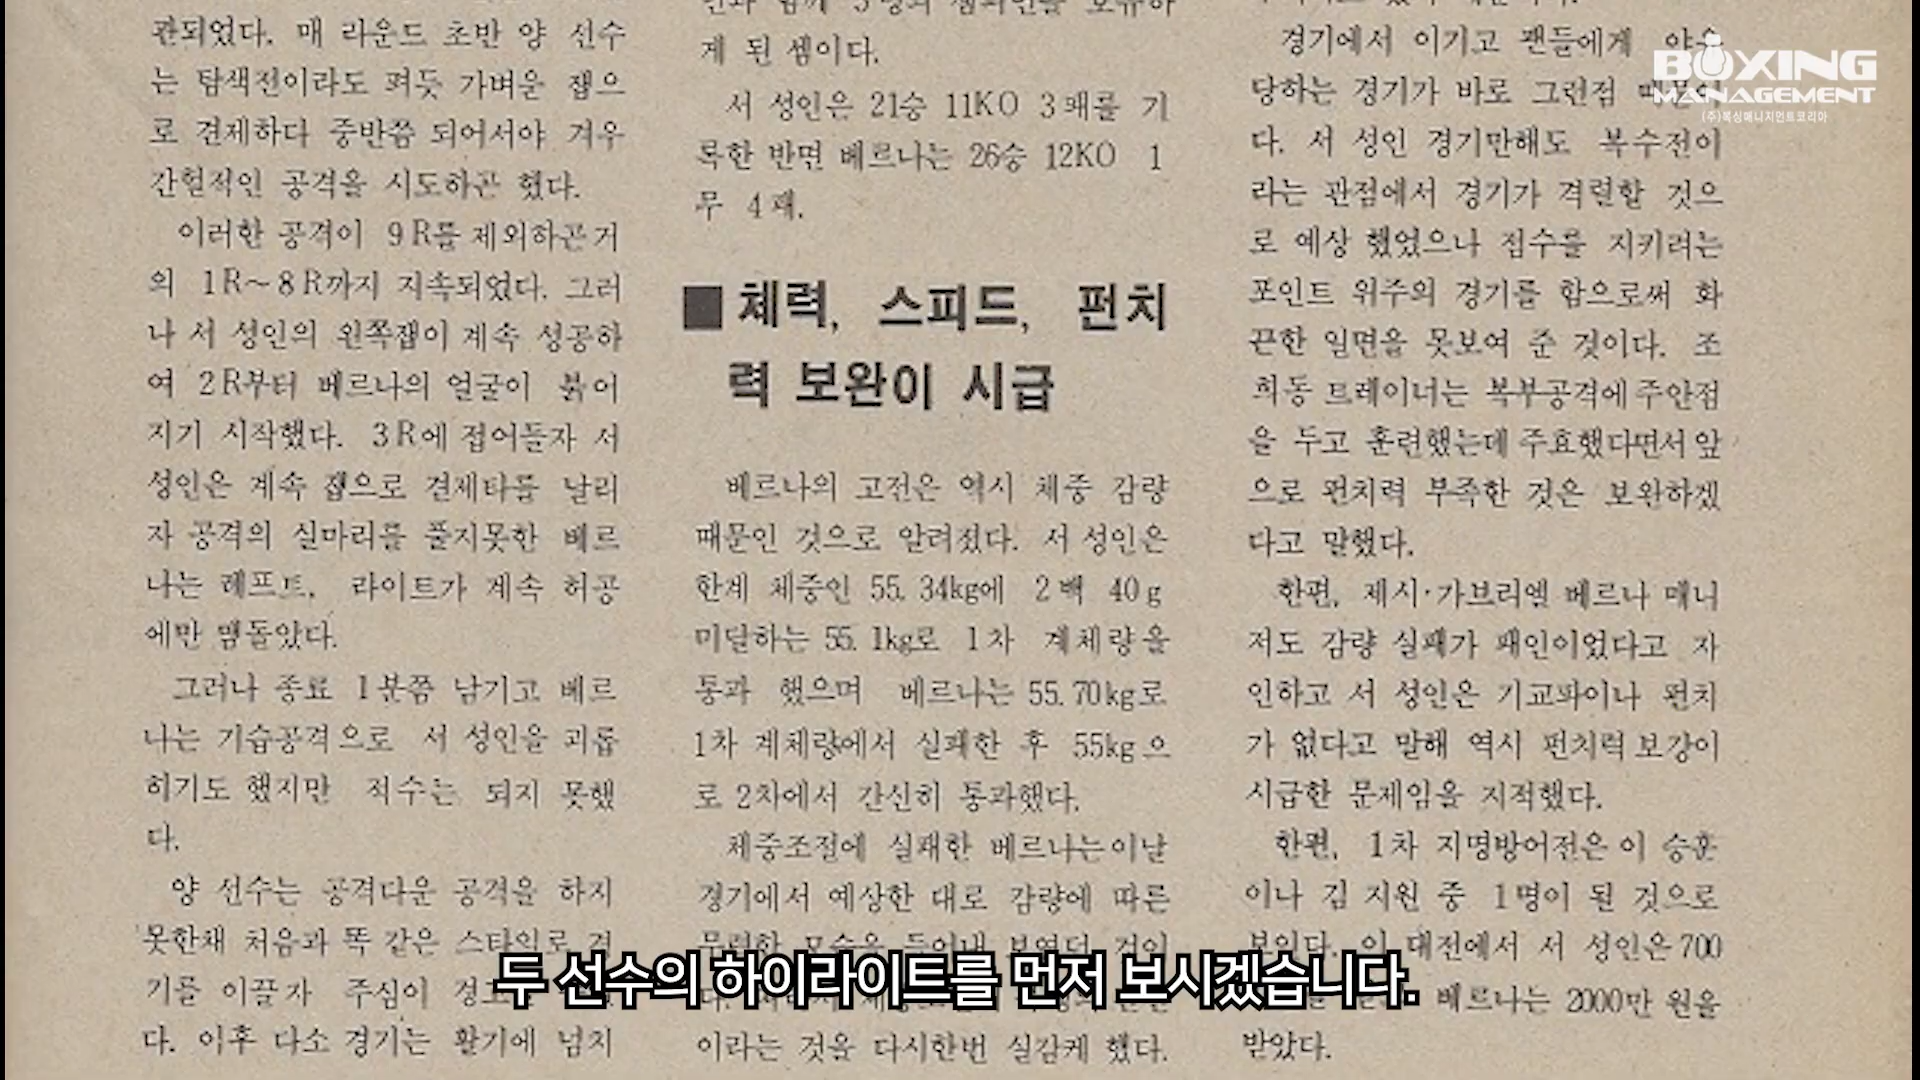 관되었다. 매 라운드 초반 양 선수
는 탐색전이라도 펴듯 가벼운 잽으
로 견제하다 중반쯤 되어서야 겨우
간헐적인 공격을 시도하곤 했다.
이러한 공격이 9R를 제외하곤 거
의 1R~8R까지 지속되었다. 그러
나 서 성인의 왼쪽잽이 계속 성공하
여 2R부터 베르나의 얼굴이 붉어
지기 시작했다. 3R에 접어들자 서
성인은 계속 잽으로 견제타를 날리
자 공격의 실마리를 풀지못한 베르
나는 레프트, 라이트가 계속 허공
에만 맴돌았다.
그러나 종료 1분쯤 남기고 베르
나는 기습공격으로 서 성인을 괴롭
히기도 했지만 적수는 되지 못했
다.
양 선수는 공격다운 공격을 하지
못한채 처음과 똑 같은 스타일로 경
기를 이끌자 주심이
다. 이후 다소 경기는 활기에 넘치
게 된 셈이다.
서 성인은 21승 11KO 3패를 기
록한 반면 베르나는 26승 12KO 1
무 4패.
■체력, 스피드, 펀치
력 보완이 시급
베르나의 고전은 역시 체중 감량
때문인 것으로 알려졌다. 서 성인은
한계 체중인 55.34kg에 2백 40g
미달하는 55.1kg로 1차 계체량을
통과 했으며 베르나는 55.70kg로
1차 계체량에서 실패한 후 55kg으
로 2차에서 간신히 통과했다.
체중조절에 실패한 베르나는 이날
경기에서 예상한 대로 감량에 따른
이라는 것을 다시한번 실감케 했다.
경기에서 이기고 팬들에게
당하는 경기가 바로 그런점
다. 서 성인 경기만해도 복수전이
라는 관점에서 경기가 격렬할 것으
로 예상 했었으나 점수를 지키려는
포인트 위주의 경기를 함으로써 화
끈한 일면을 못보여 준 것이다. 조
희동 트레이너는 복부공격에 주안점
을 두고 훈련했는데 주효했다면서 앞
으로 펀치력 부족한 것은 보완하겠
다고 말했다.
한편, 제시·가브리엘 베르나 매니
저도 감량 실패가 패인이었다고 자
인하고 서 성인은 기교파이나 펀치
가 없다고 말해 역시 펀치력 보강이
시급한 문제임을 지적했다.
한편, 1차 지명방어전은 이 승훈
이나 김 지원 중 1명이 될 것으로
보인다. 이 대전에서 서 성인은 700
베르나는 2000만 원을
받았다.
BOXING
MANAGEMENT
(주)복싱매니지먼트코리아
두 선수의 하이라이트를 먼저 보시겠습니다.